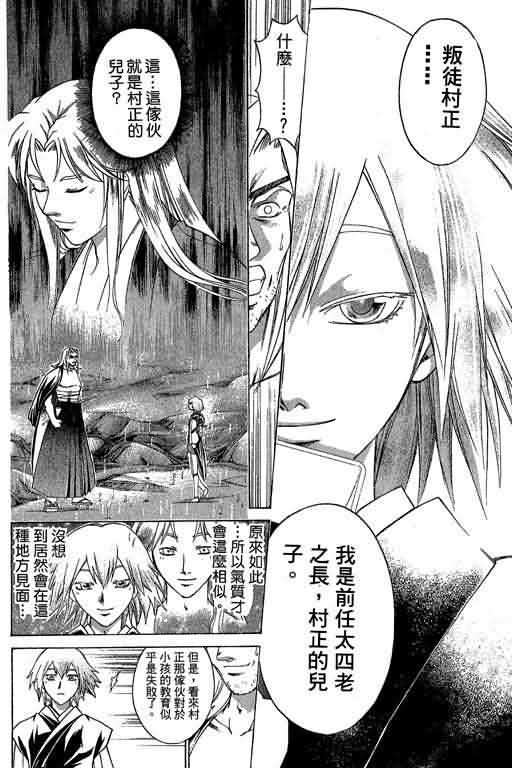 叛徒村正
……
我是前任太四老
之長，村正的兒
子。
什麼——…？
這…這傢伙
就是村正的
兒子？
原來如此
…所以氣質才
會這麼相似。
沒想
到居然會在這
種地方見面…
但是，看來村
正那傢伙對於
小孩的教育似
乎是失敗了。